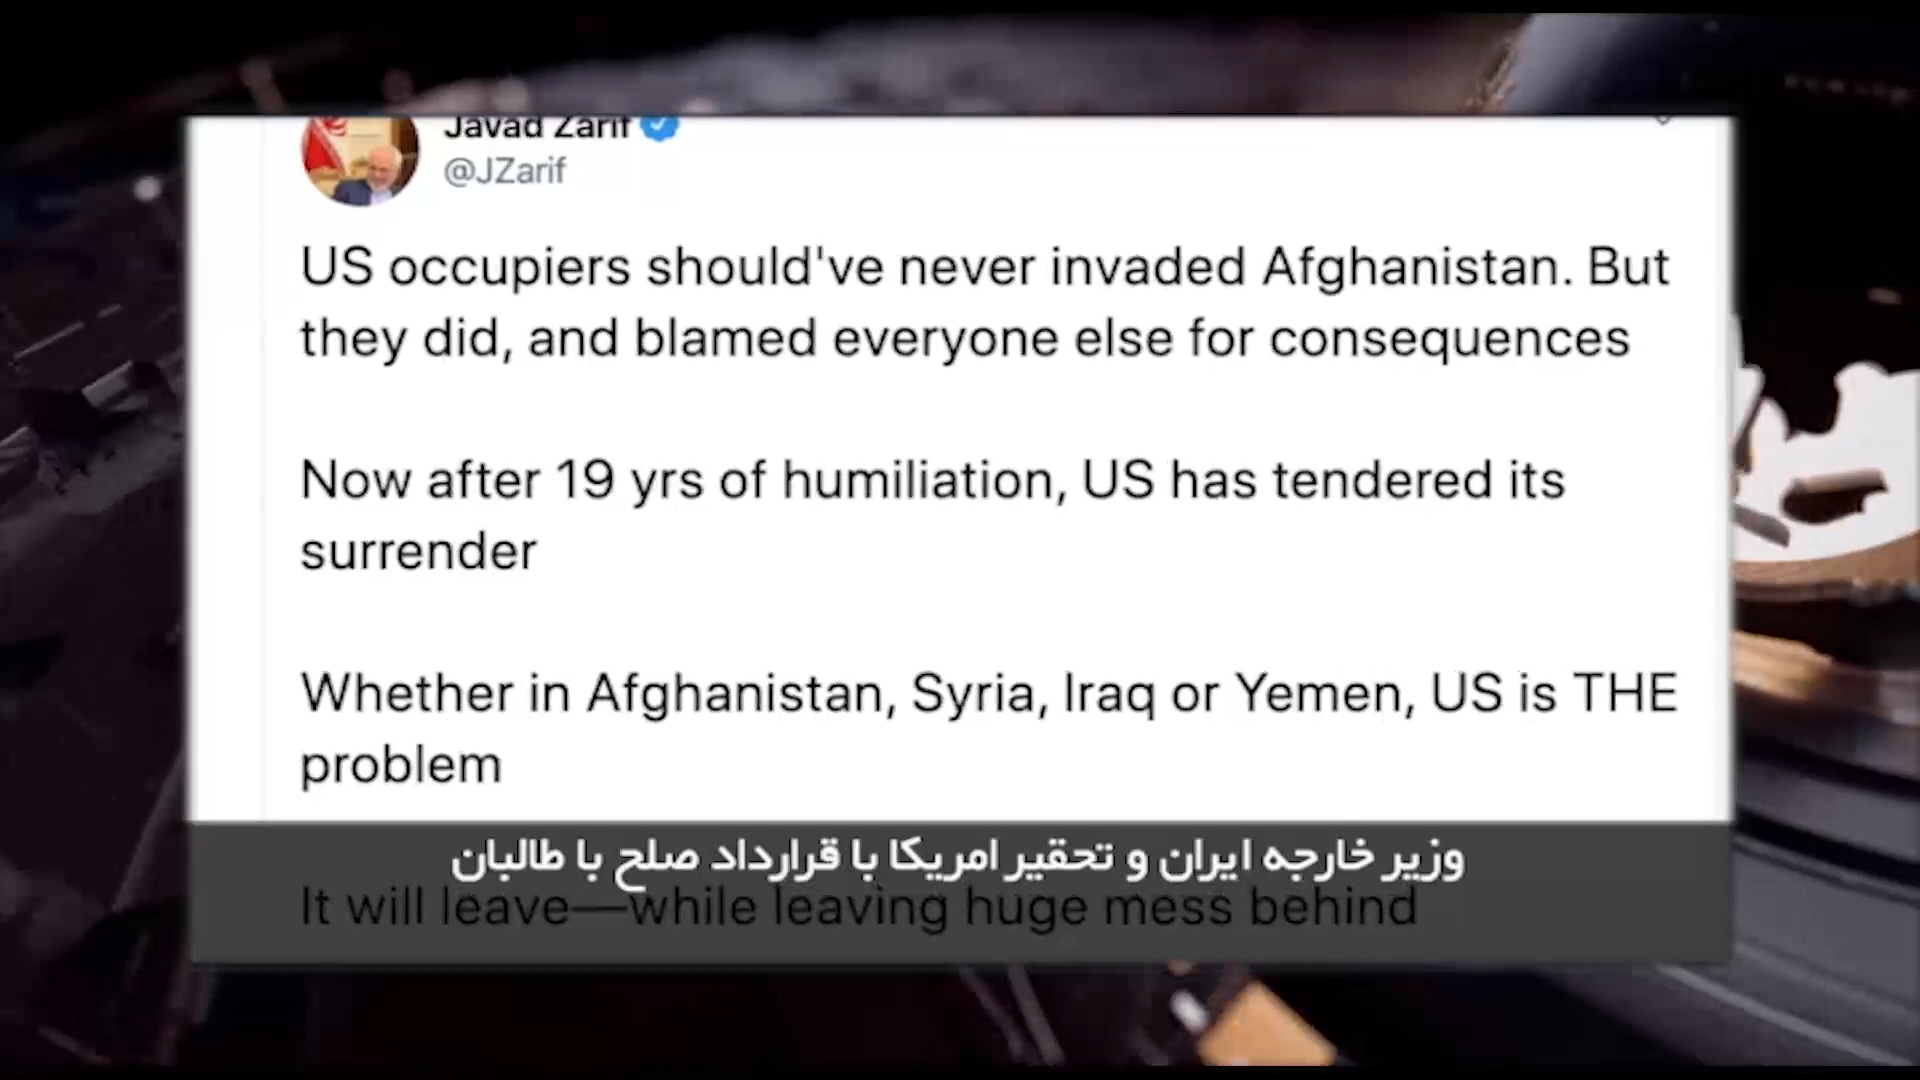 Javad Zarif
@JZarif
US occupiers should've never invaded Afghanistan. But
they did, and blamed everyone else for consequences
Now after 19 yrs of humiliation, US has tendered its
surrender
Whether in Afghanistan, Syria, Iraq or Yemen, US is THE
problem
وزیر خارجه ایران و تحقیر امریکا با قرارداد صلح با طالبان
It will leave—while leaving huge mess behind